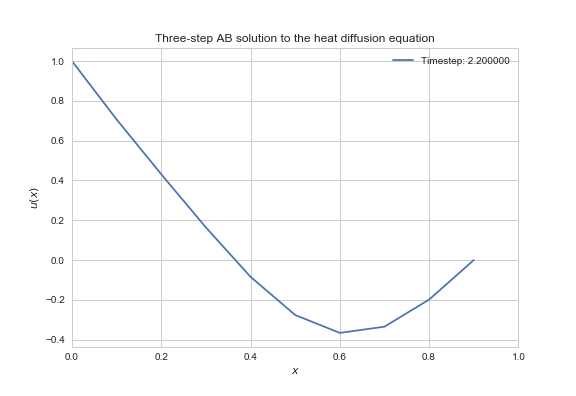 Three-step AB solution to the heat diffusion equation
Timestep: 2.200000
1.0
0.8
0.6
0.4
0.2
0.0
−0.2
−0.4
u(x)
0.0 0.2 0.4 0.6 0.8 1.0
x